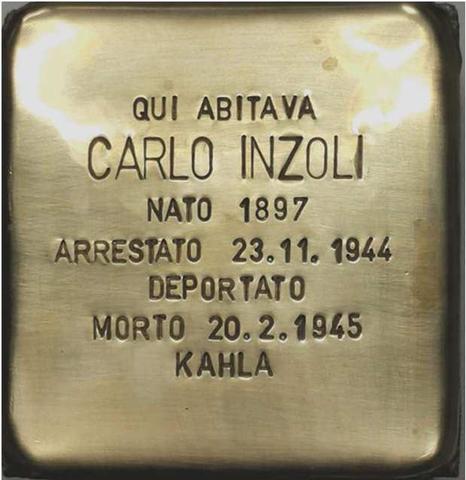 QUI ABITAVA
CARLO INZOLI
NATO 1897
ARRESTATO 23.11.1944
DEPORTATO
MORTO 20.2.1945
KAHLA